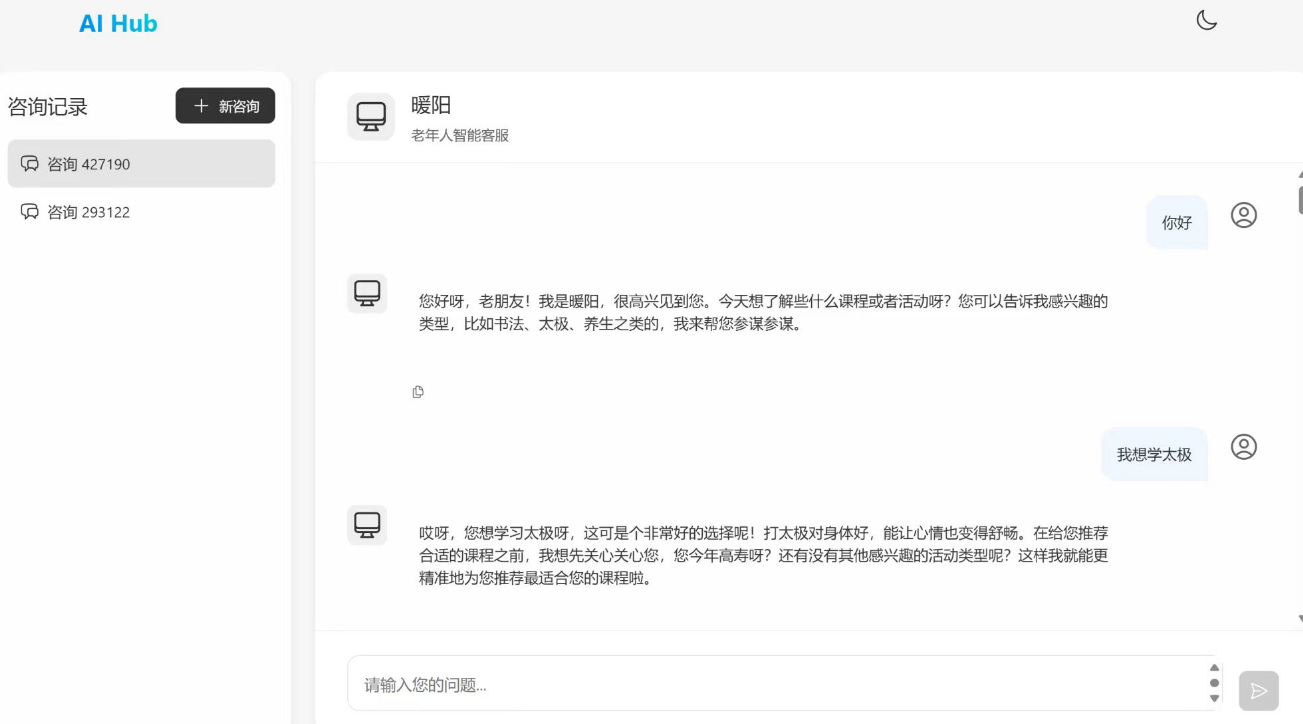 AI Hub
咨询记录
新咨询
咨询 427190
咨询 293122
暖阳
老年人智能客服
你好
您好呀，老朋友！我是暖阳，很高兴见到您。今天想了解些什么课程或者活动呀？您可以告诉我感兴趣的
类型，比如书法、太极、养生之类的，我来帮您参谋参谋。
我想学太极
哎呀，您想学习太极呀，这可是个非常好的选择呢！打太极对身体好，能让心情也变得舒畅。在给您推荐
合适的课程之前，我想先关心关心您，您今年高寿呀？还有没有其他感兴趣的活动类型呢？这样我就能更
精准地为您推荐最适合您的课程啦。
请输入您的问题...